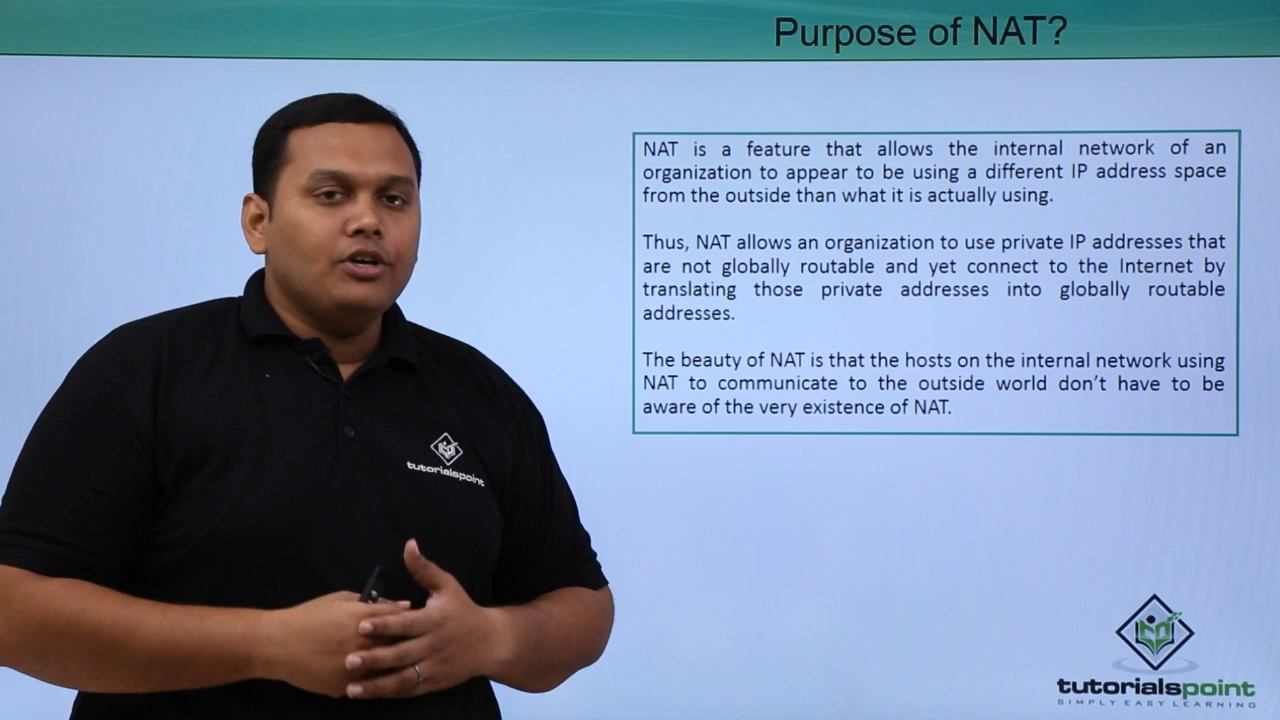 Purpose of NAT?
NAT is a feature that allows the internal network of an
organization to appear to be using a different IP address space
from the outside than what it is actually using.
Thus, NAT allows an organization to use private IP addresses that
are not globally routable and yet connect to the Internet by
translating those private addresses into globally routable
addresses.
The beauty of NAT is that the hosts on the internal network using
NAT to communicate to the outside world don't have to be
aware of the very existence of NAT.
tutorialspoint
tutorialspoint
SIMPLY EASY LEARNING